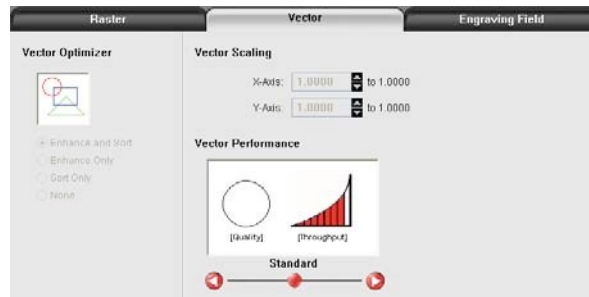 Raster
Vector
Engraving Field
Vector Optimizer
Enhance and Sort
Enhance Only
Sort Only
None
Vector Scaling
X-Axis: 1.0000 to 1.0000
Y-Axis: 1.0000 to 1.0000
Vector Performance
[Quality] [Throughput]
Standard